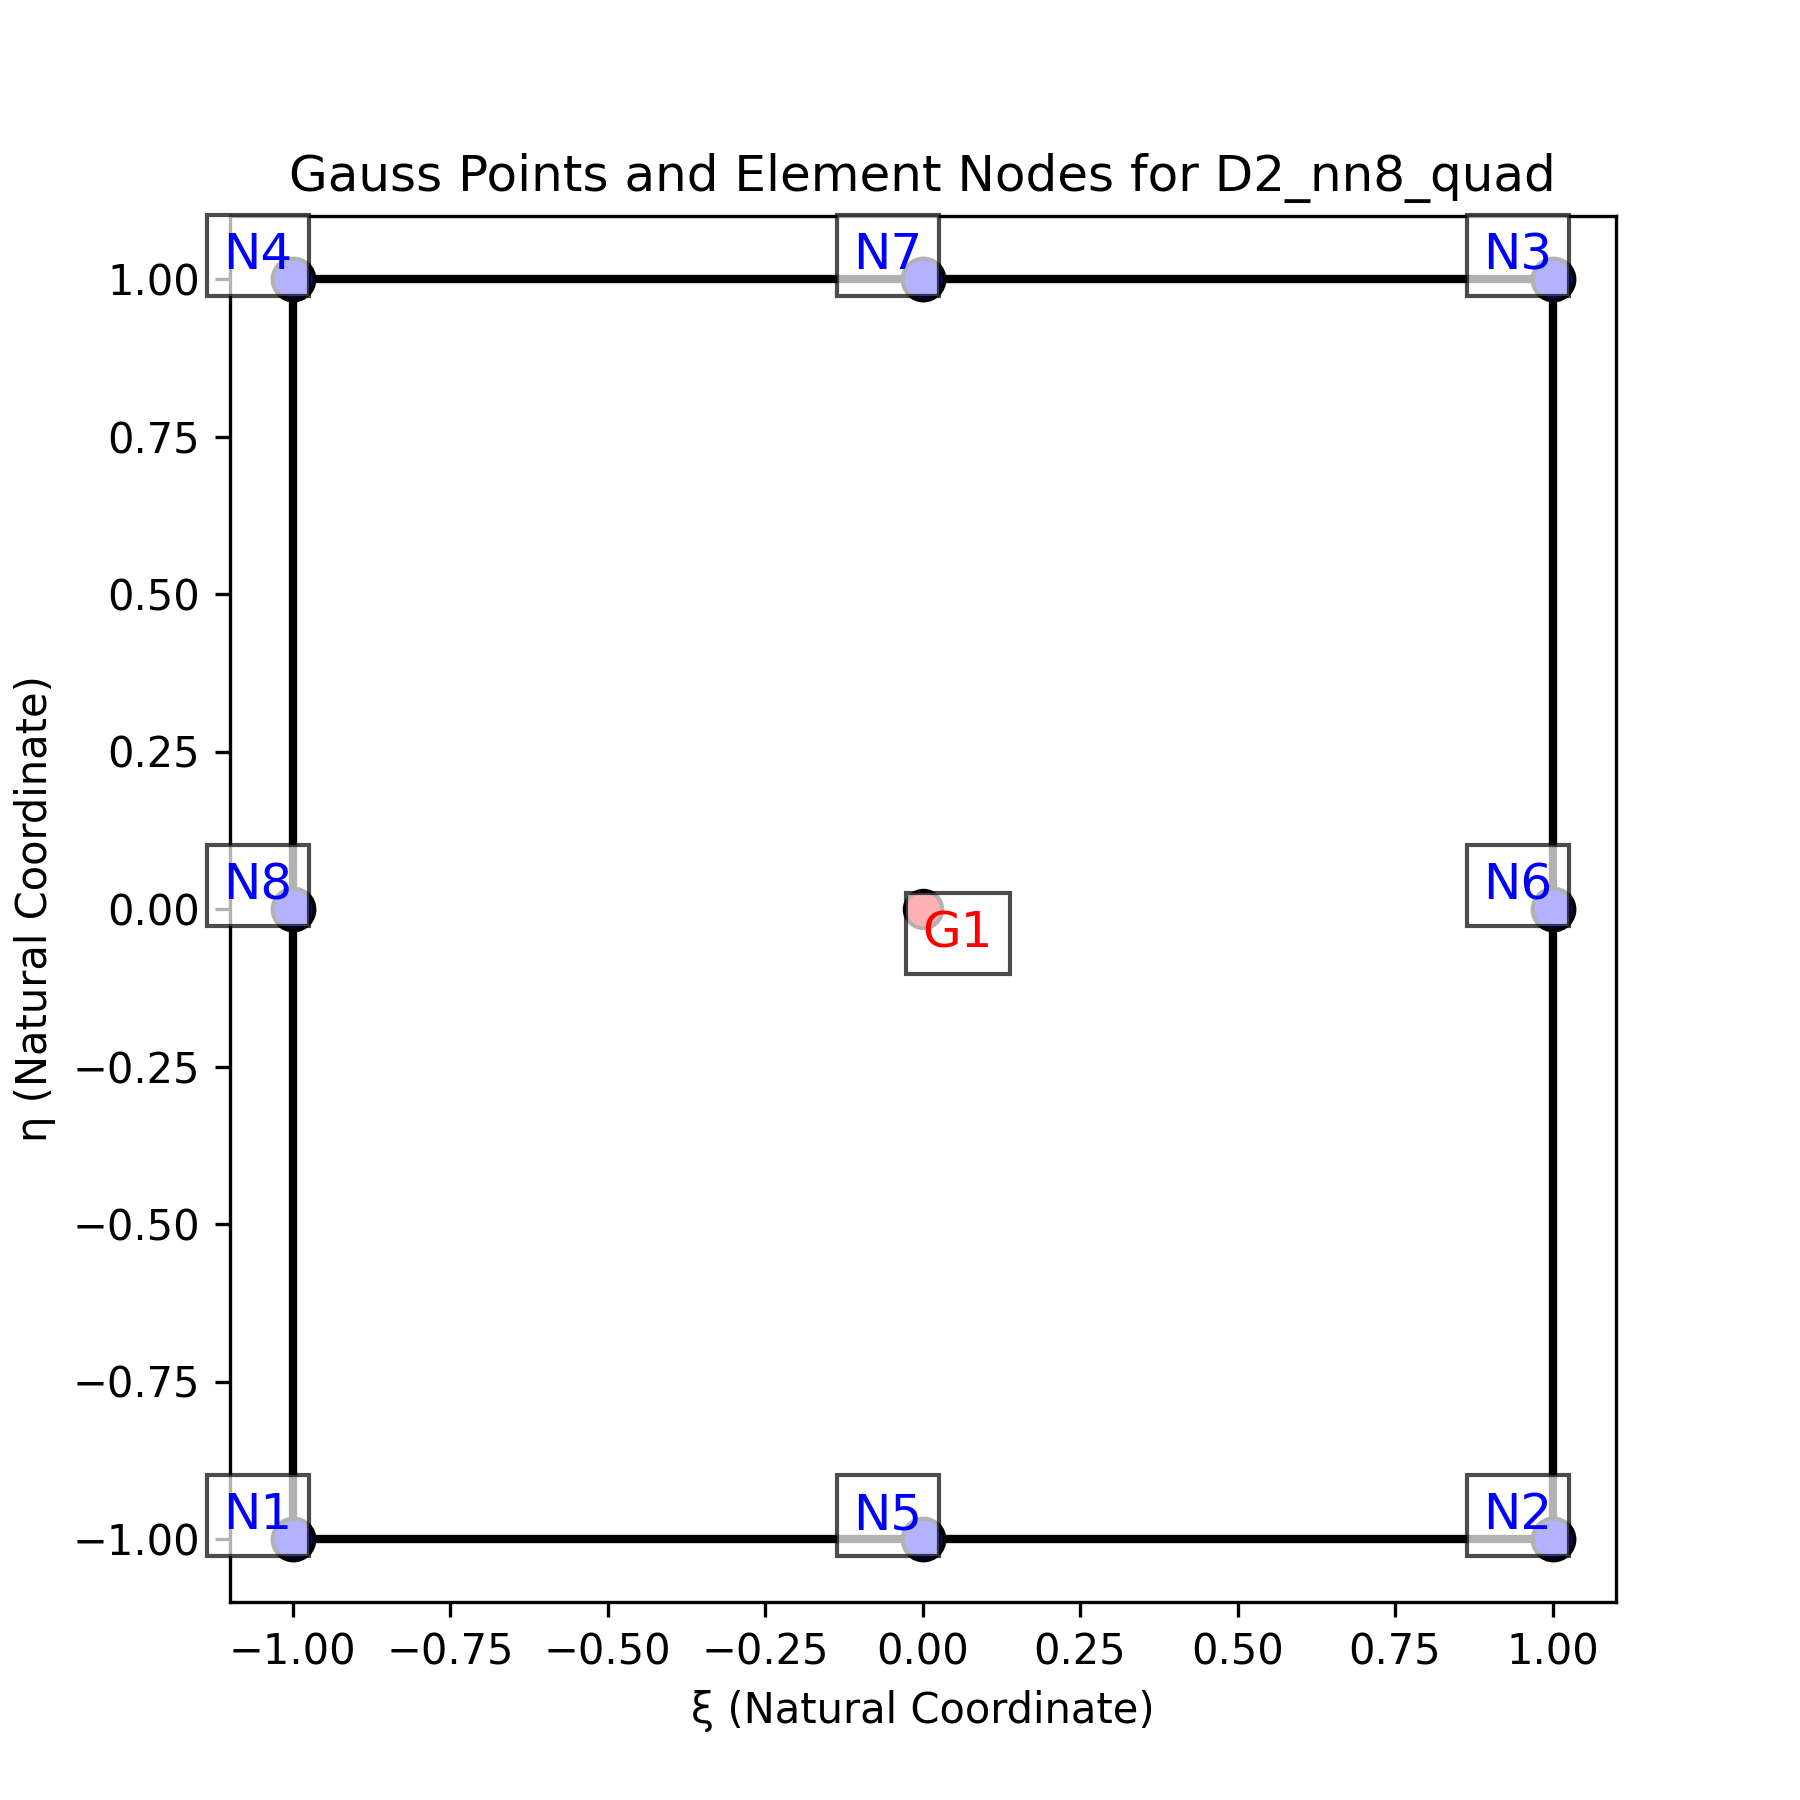 Gauss Points and Element Nodes for D2_nn8_quad
N4
N7
N3
1.00
0.75
0.50
0.25
N8
N6
0.00
G1
−0.25
−0.50
−0.75
N1
N5
N2
−1.00
−1.00 −0.75 −0.50 −0.25 0.00 0.25 0.50 0.75 1.00
ξ (Natural Coordinate)
η (Natural Coordinate)